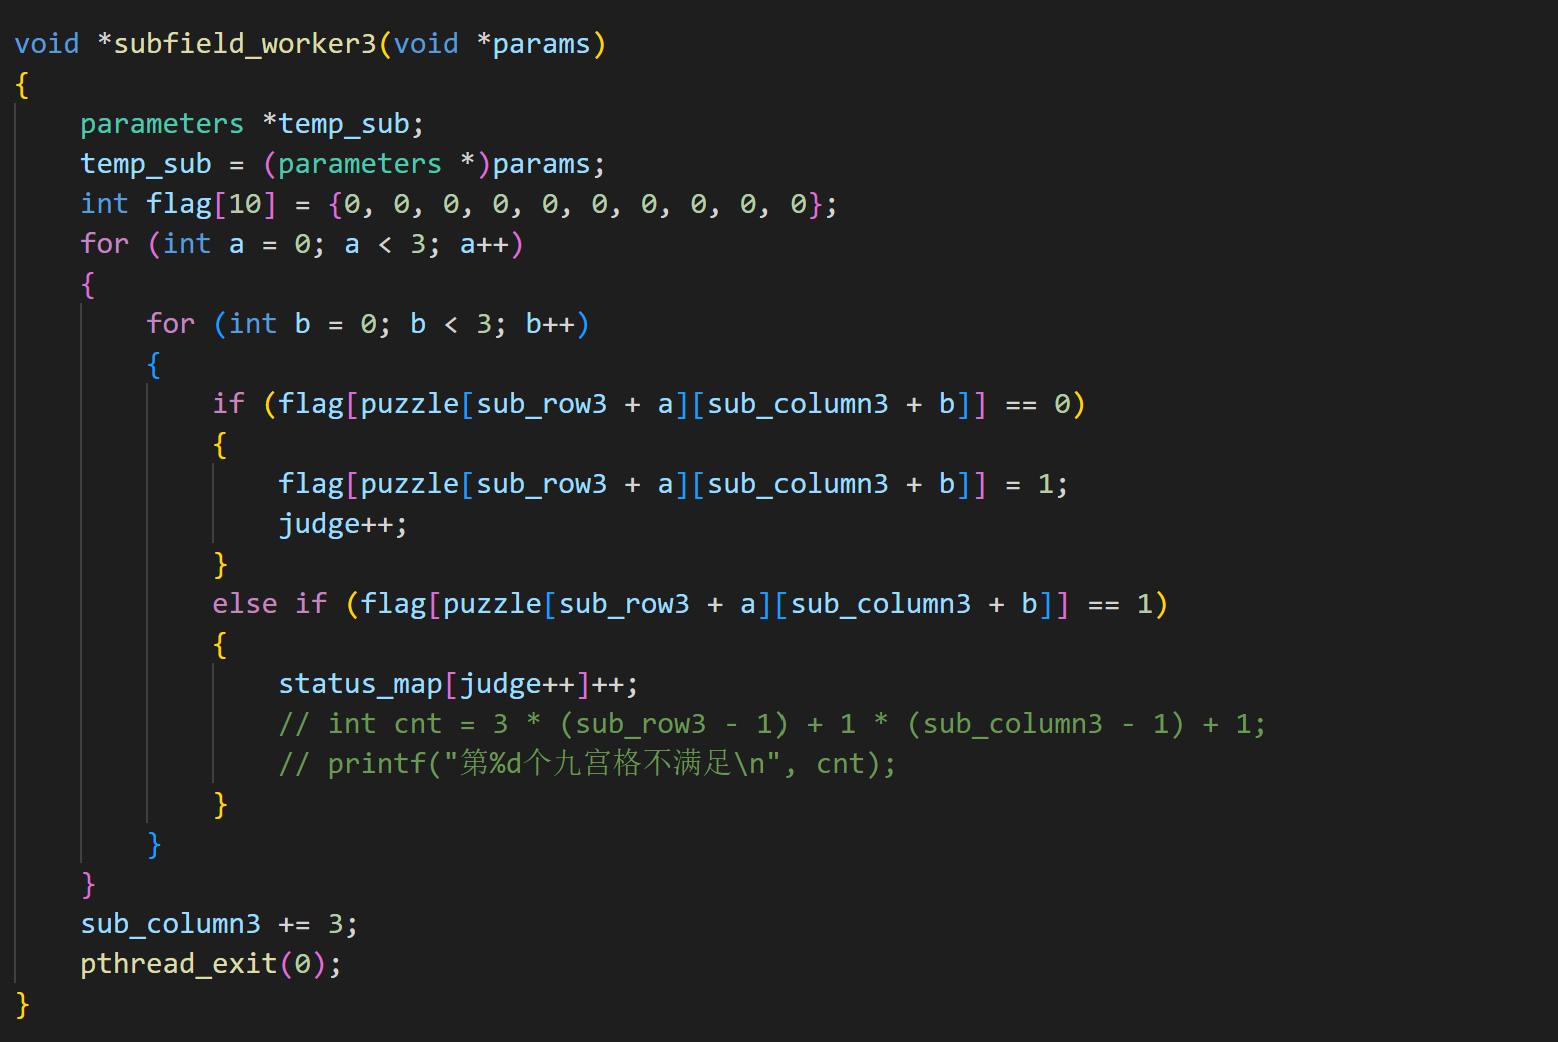 void *subfield_worker3(void *params)
{
    parameters *temp_sub;
    temp_sub = (parameters *)params;
    int flag[10] = {0, 0, 0, 0, 0, 0, 0, 0, 0, 0};
    for (int a = 0; a < 3; a++)
    {
        for (int b = 0; b < 3; b++)
        {
            if (flag[puzzle[sub_row3 + a][sub_column3 + b]] == 0)
            {
                flag[puzzle[sub_row3 + a][sub_column3 + b]] = 1;
                judge++;
            }
            else if (flag[puzzle[sub_row3 + a][sub_column3 + b]] == 1)
            {
                status_map[judge++]++;
                // int cnt = 3 * (sub_row3 - 1) + 1 * (sub_column3 - 1) + 1;
                // printf("第%d个九宫格不满足\n", cnt);
            }
        }
    }
    sub_column3 += 3;
    pthread_exit(0);
}